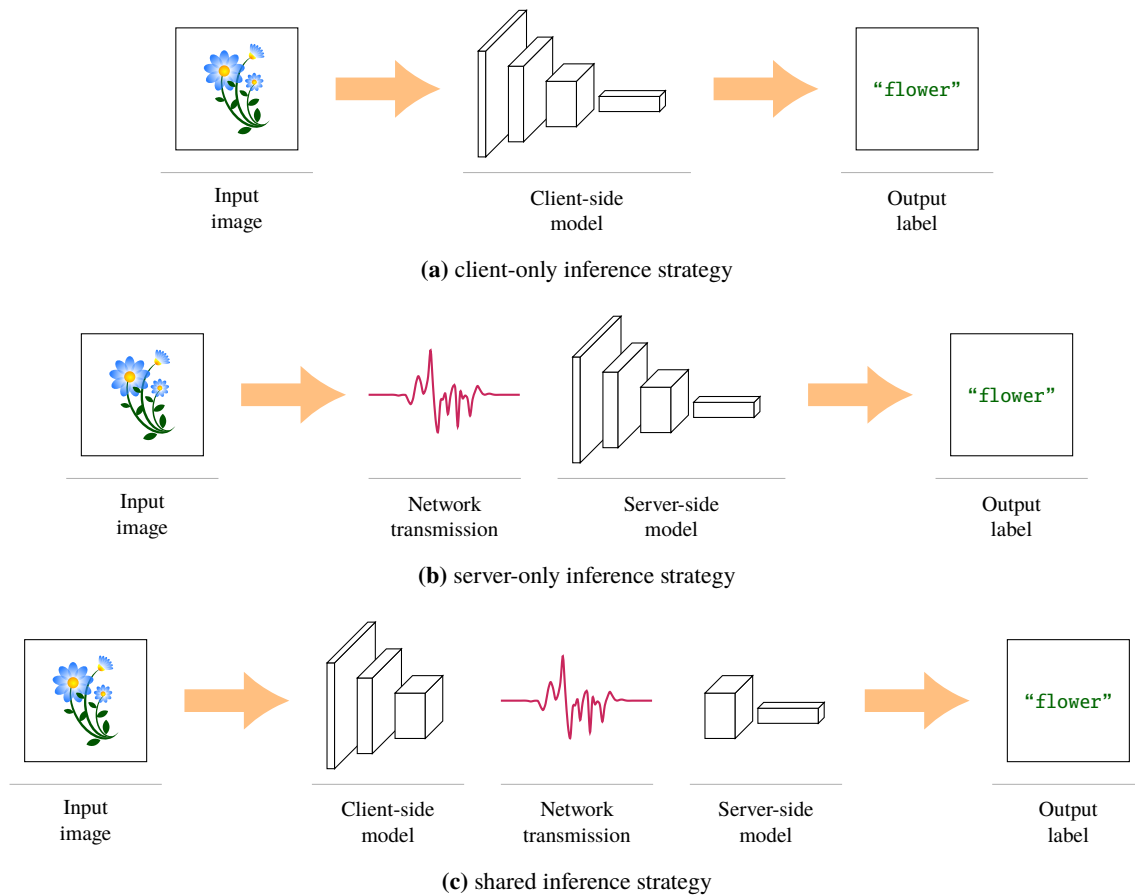 “flower”
Input Client-side Output
image model label
(a) client-only inference strategy
“flower”
Input Network Server-side Output
image transmission model label
(b) server-only inference strategy
“flower”
Input Client-side Network Server-side Output
image model transmission model label
(c) shared inference strategy